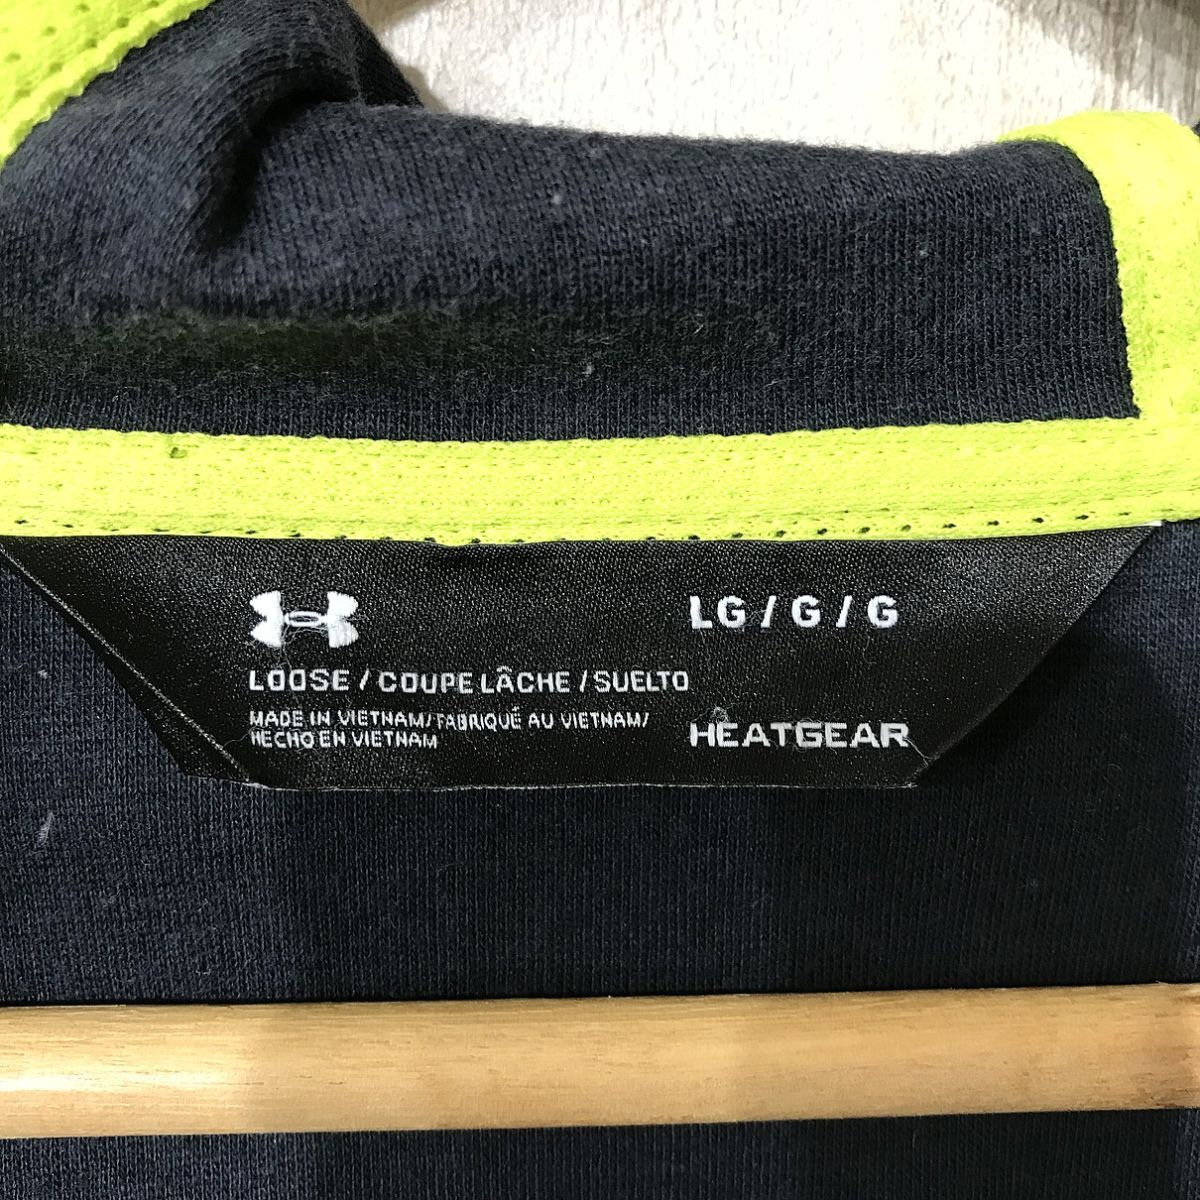 LG / G / G
LOOSE / COUPE LÂCHE / SUELTO
MADE IN VIETNAM/FABRIQUÉ AU VIETNAM/
HECHO EN VIETNAM
HEATGEAR